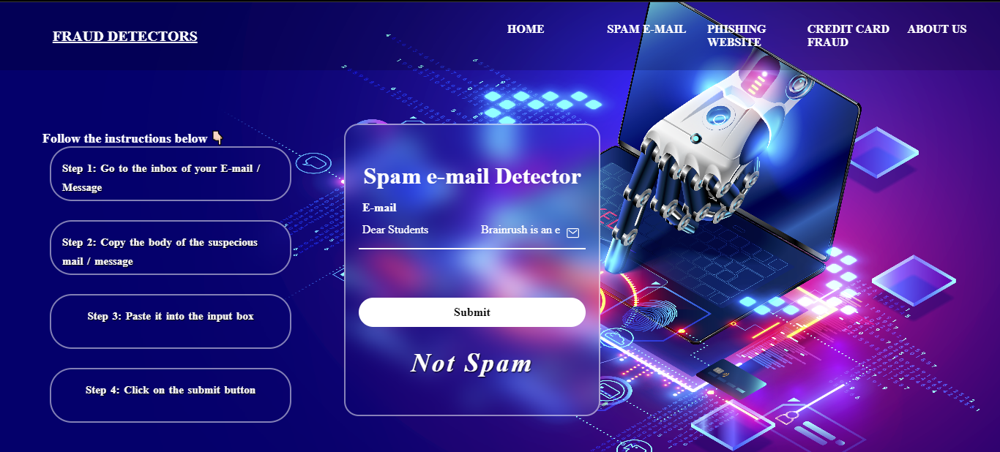 FRAUD DETECTORS
HOME
SPAM E-MAIL
PHISHING
WEBSITE
CREDIT CARD
FRAUD
ABOUT US
Follow the instructions below
Step 1: Go to the inbox of your E-mail /
Message
Step 2: Copy the body of the suspecious
mail / message
Step 3: Paste it into the input box
Step 4: Click on the submit button
Spam e-mail Detector
E-mail
Dear Students Brainrush is an e
Submit
Not Spam